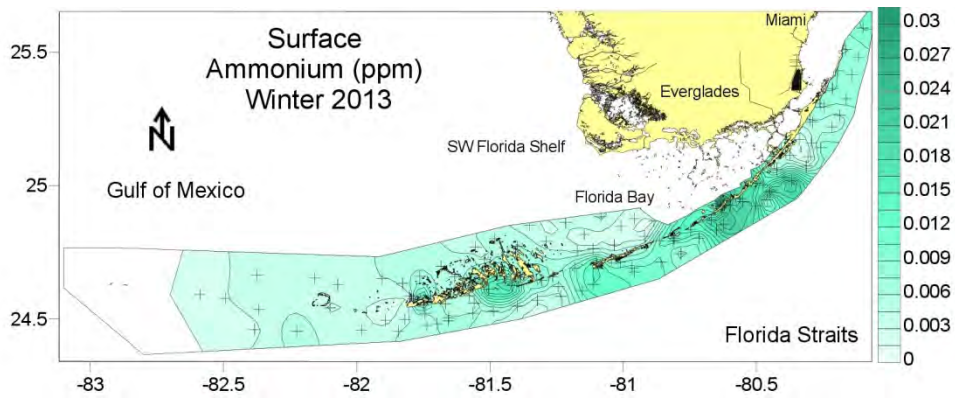 Surface
Ammonium (ppm)
Winter 2013
Miami
Everglades
SW Florida Shelf
N
Gulf of Mexico
Florida Bay
Florida Straits
25.5
25
24.5
-83
-82.5
-82
-81.5
-81
-80.5
0.03
0.027
0.024
0.021
0.018
0.015
0.012
0.009
0.006
0.003
0